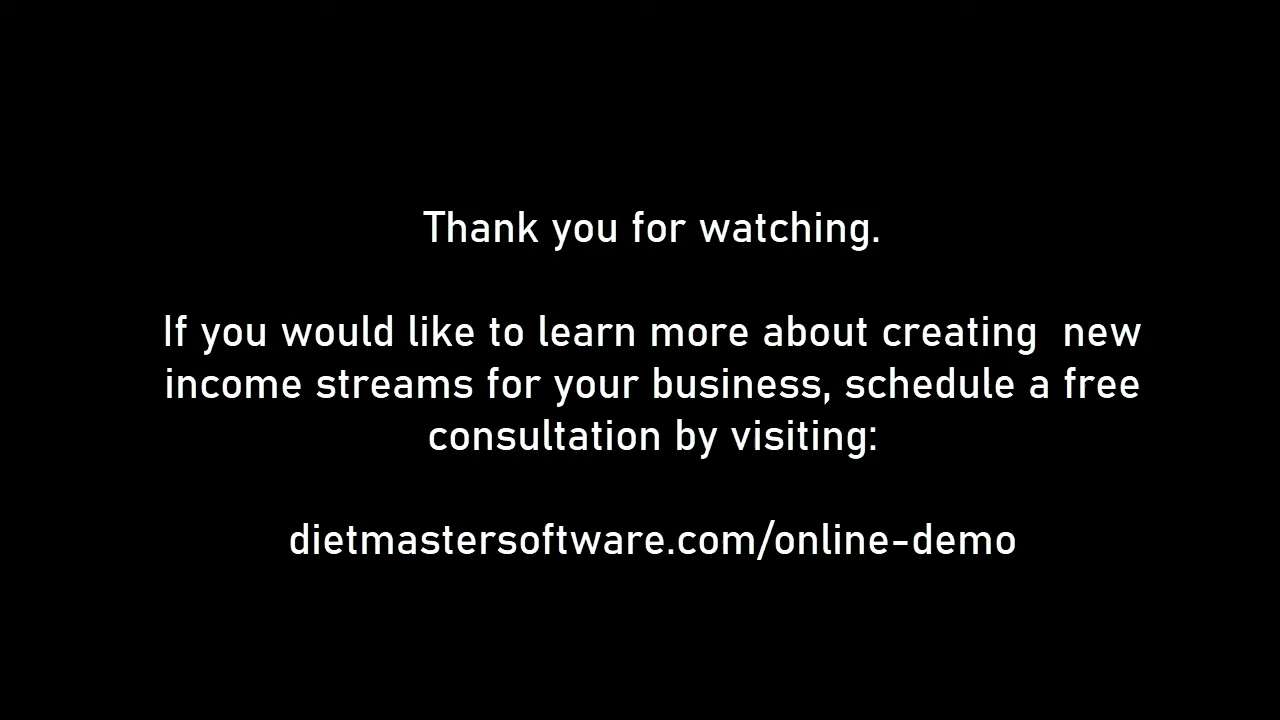 Thank you for watching.
If you would like to learn more about creating  new
income streams for your business, schedule a free
consultation by visiting:
dietmastersoftware.com/online-demo